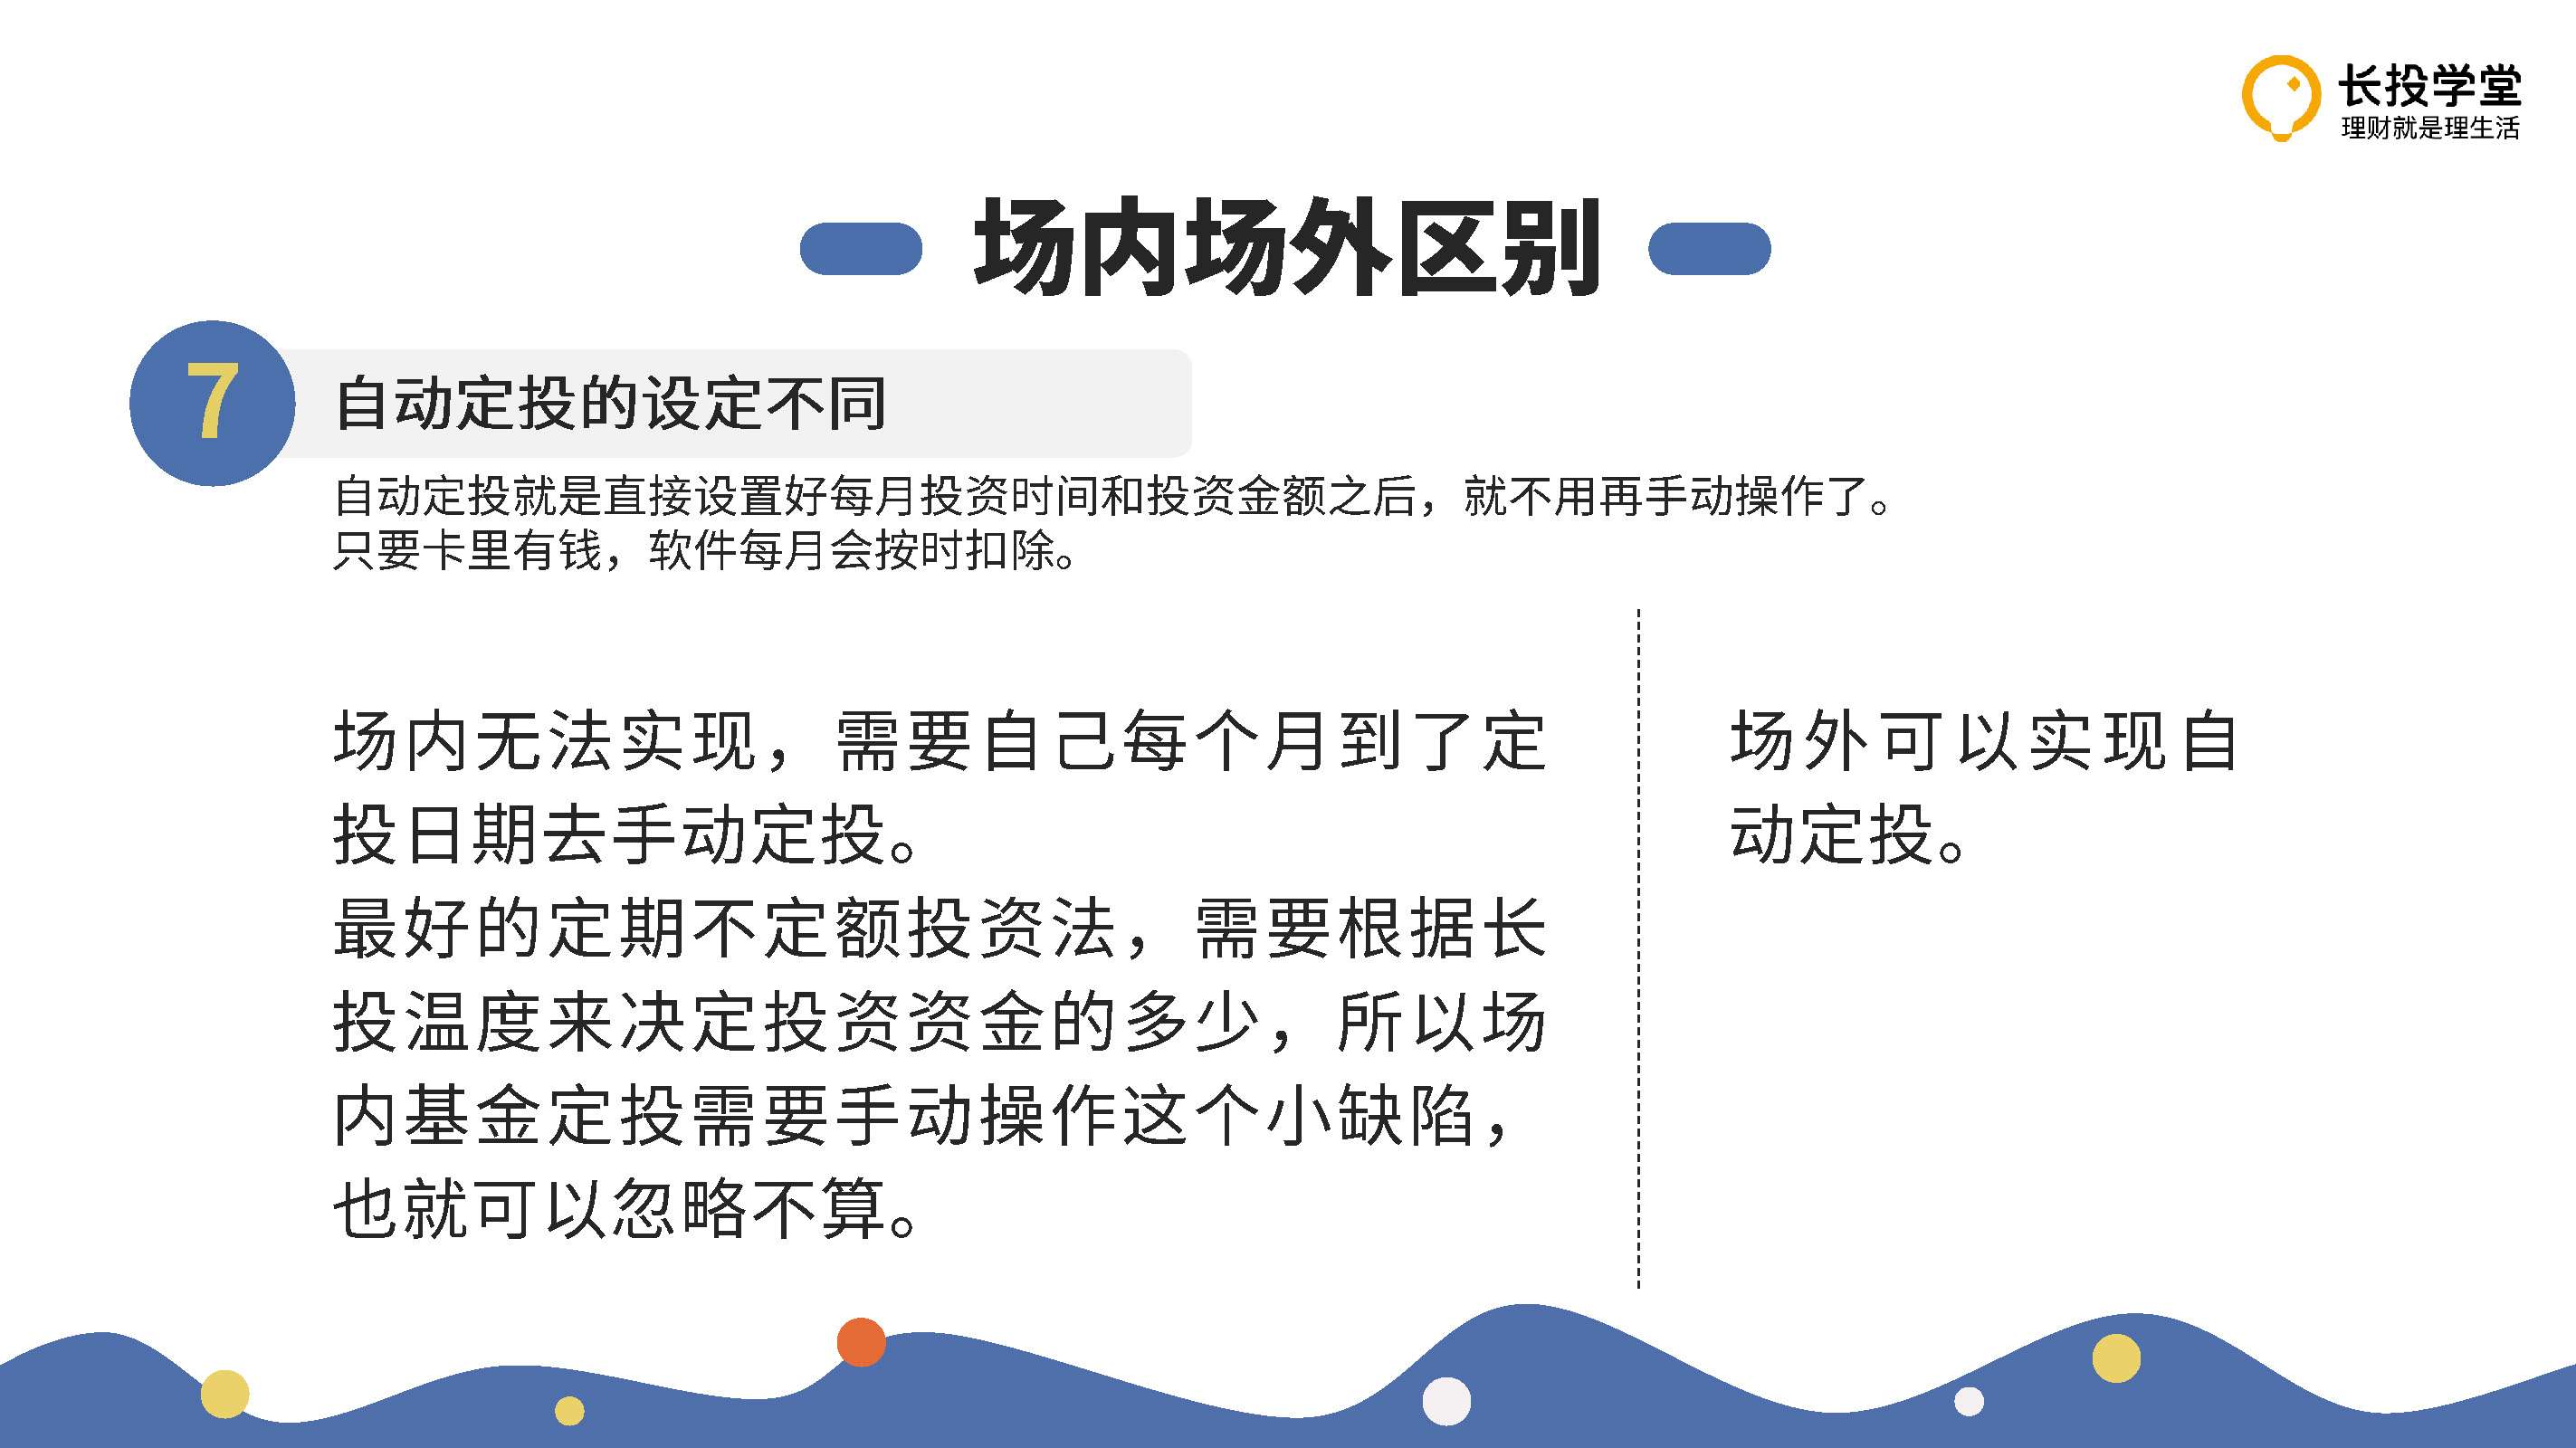 长投学堂
理财就是理生活
场内场外区别
7
自动定投的设定不同
自动定投就是直接设置好每月投资时间和投资金额之后，就不用再手动操作了。
只要卡里有钱，软件每月会按时扣除。
场内无法实现，需要自己每个月到了定
投日期去手动定投。
最好的定期不定额投资法，需要根据长
投温度来决定投资资金的多少，所以场
内基金定投需要手动操作这个小缺陷，
也就可以忽略不算。
场外可以实现自
动定投。